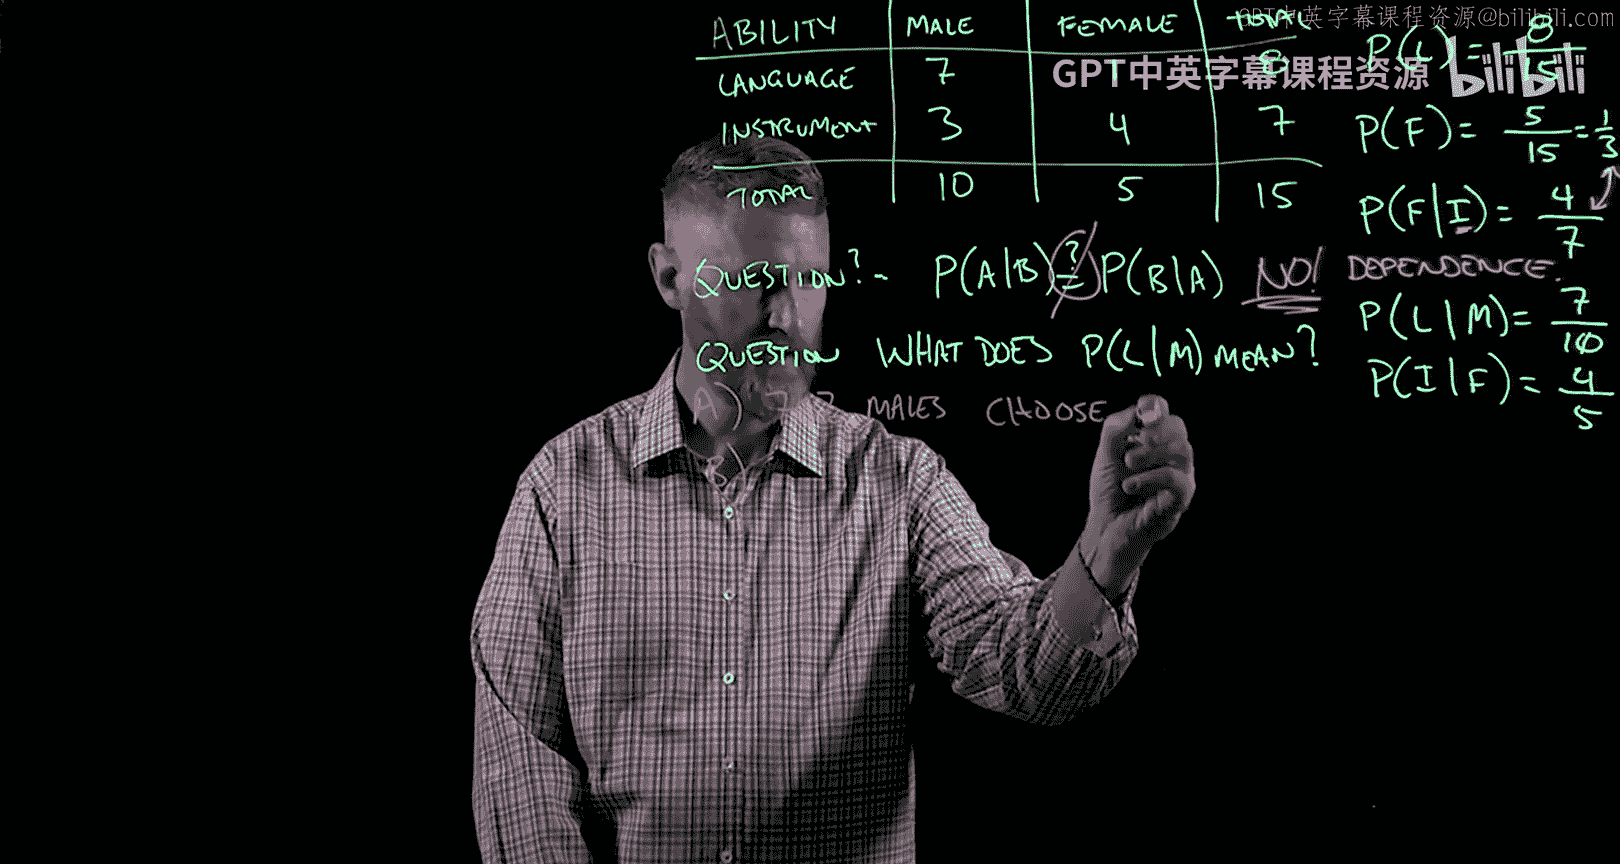 GPT中英字幕课程资源@bilibili.com
GPT中英字幕课程资源 bilibili
ABILITY MALE FEMALE TOTAL
LANGUAGE 7 1 8
INSTRUMENT 3 4 7
TOTAL 10 5 15
P(L) = 8/15
P(F) = 5/15 = 1/3
P(F|I) = 4/7
QUESTION? - P(A|B) ?= P(B|A) NO! DEPENDENCE.
P(L|M) = 7/10
QUESTION WHAT DOES P(L|M) MEAN?
P(I|F) = 4/5
A) 7 MALES CHOOSE
B)